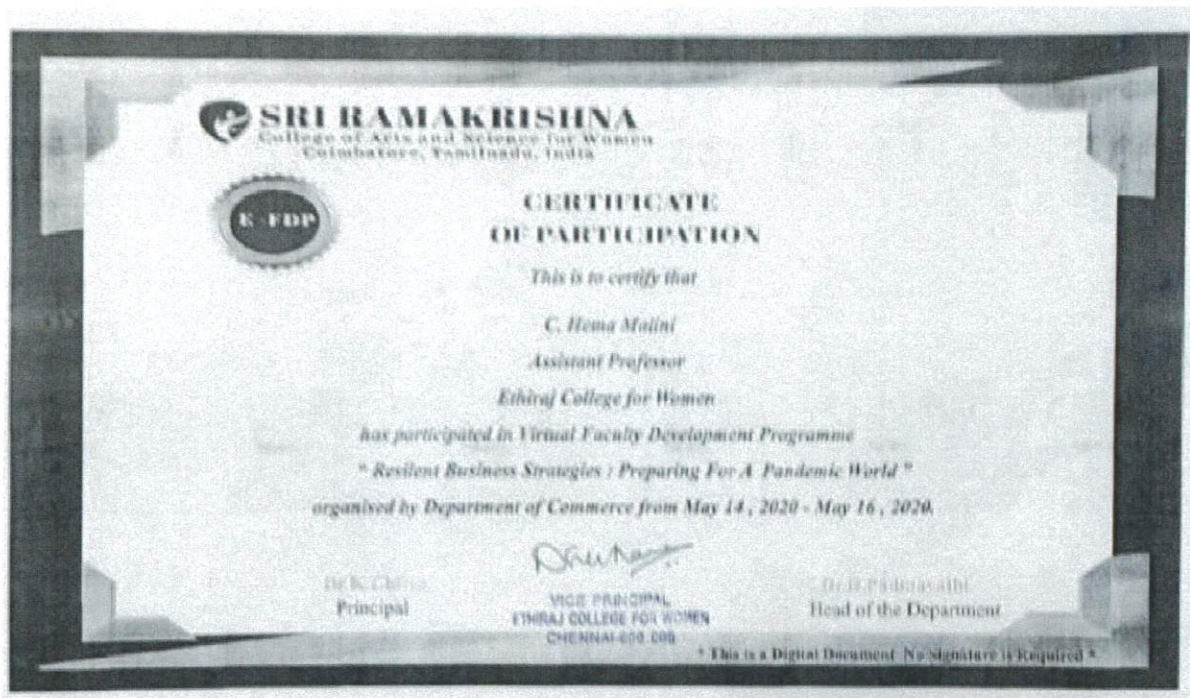 SRI RAMAKRISHNA
College of Arts and Science for Women
Coimbatore, Tamilnadu, India
E-FDP
CERTIFICATE
OF PARTICIPATION
This is to certify that
C. Hema Malini
Assistant Professor
Ethiraj College for Women
has participated in Virtual Faculty Development Programme
" Resilent Business Strategies : Preparing For A Pandemic World "
organised by Department of Commerce from May 14 , 2020 - May 16 , 2020.
Principal
VICE PRINCIPAL
ETHIRAJ COLLEGE FOR WOMEN
CHENNAI-600 008
Dr.D.Padmavathi
Head of the Department
* This is a Digital Document No Signature is Required *